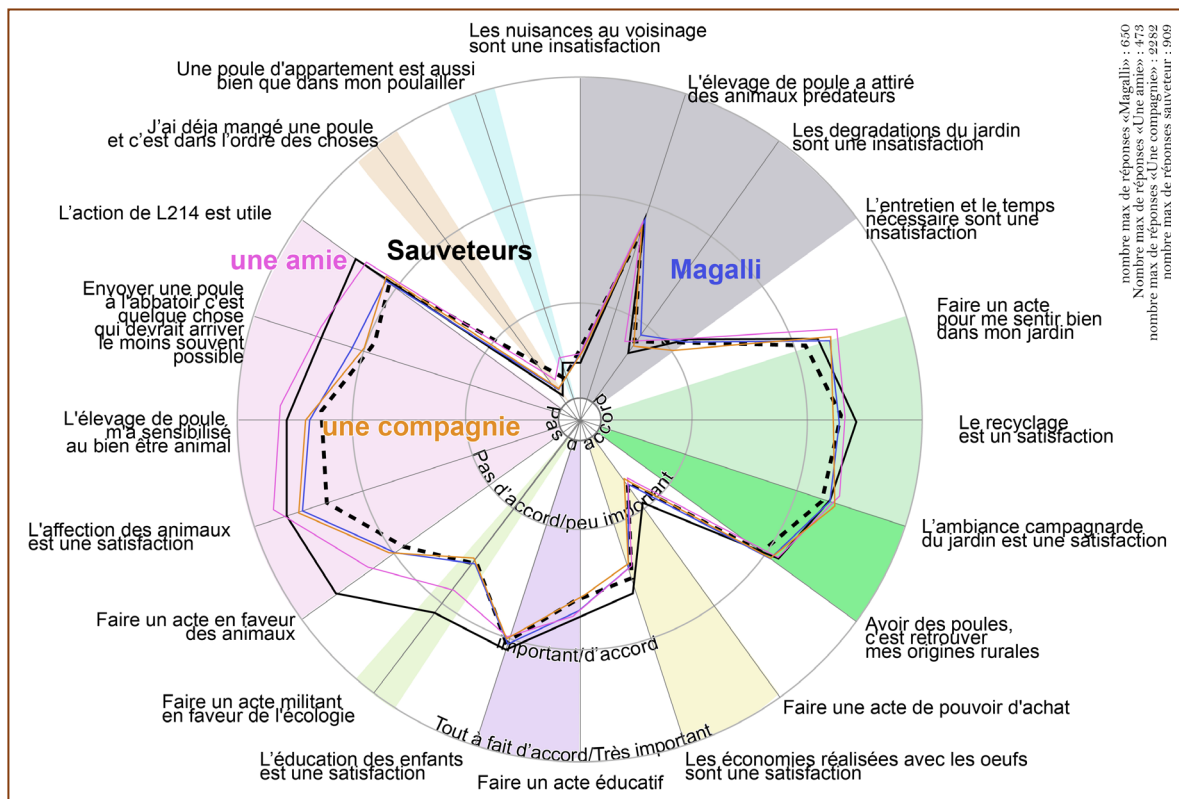 Les nuisances au voisinage
sont une insatisfaction
L'élevage de poule a attiré
des animaux prédateurs
Les degradations du jardin
sont une insatisfaction
L'entretien et le temps
nécessaire sont une
insatisfaction
Faire un acte
pour me sentir bien
dans mon jardin
Le recyclage
est un satisfaction
L'ambiance campagnarde
du jardin est une satisfaction
Avoir des poules,
c'est retrouver
mes origines rurales
Faire une acte de pouvoir d'achat
Les économies réalisées avec les oeufs
sont une satisfaction
Faire un acte éducatif
L'éducation des enfants
est une satisfaction
Faire un acte militant
en faveur de l'écologie
Faire un acte en faveur
des animaux
L'affection des animaux
est une satisfaction
L'élevage de poule
m'a sensibilisé
au bien être animal
Envoyer une poule
à l'abbatoir c'est
quelque chose
qui devrait arriver
le moins souvent
possible
L'action de L214 est utile
J'ai déja mangé une poule
et c'est dans l'ordre des choses
Une poule d'appartement est aussi
bien que dans mon poulailler
une amie
Sauveteurs
Magalli
une compagnie
Pas d'accord
Pas d'accord/peu important
Important/d'accord
Tout à fait d'accord/Très important
nombre max de réponses «Magalli» : 650
Nombre max de réponses «Une amie» : 473
nombre max de réponses «Une compagnie» : 2282
nombre max de réponses sauveteur : 909